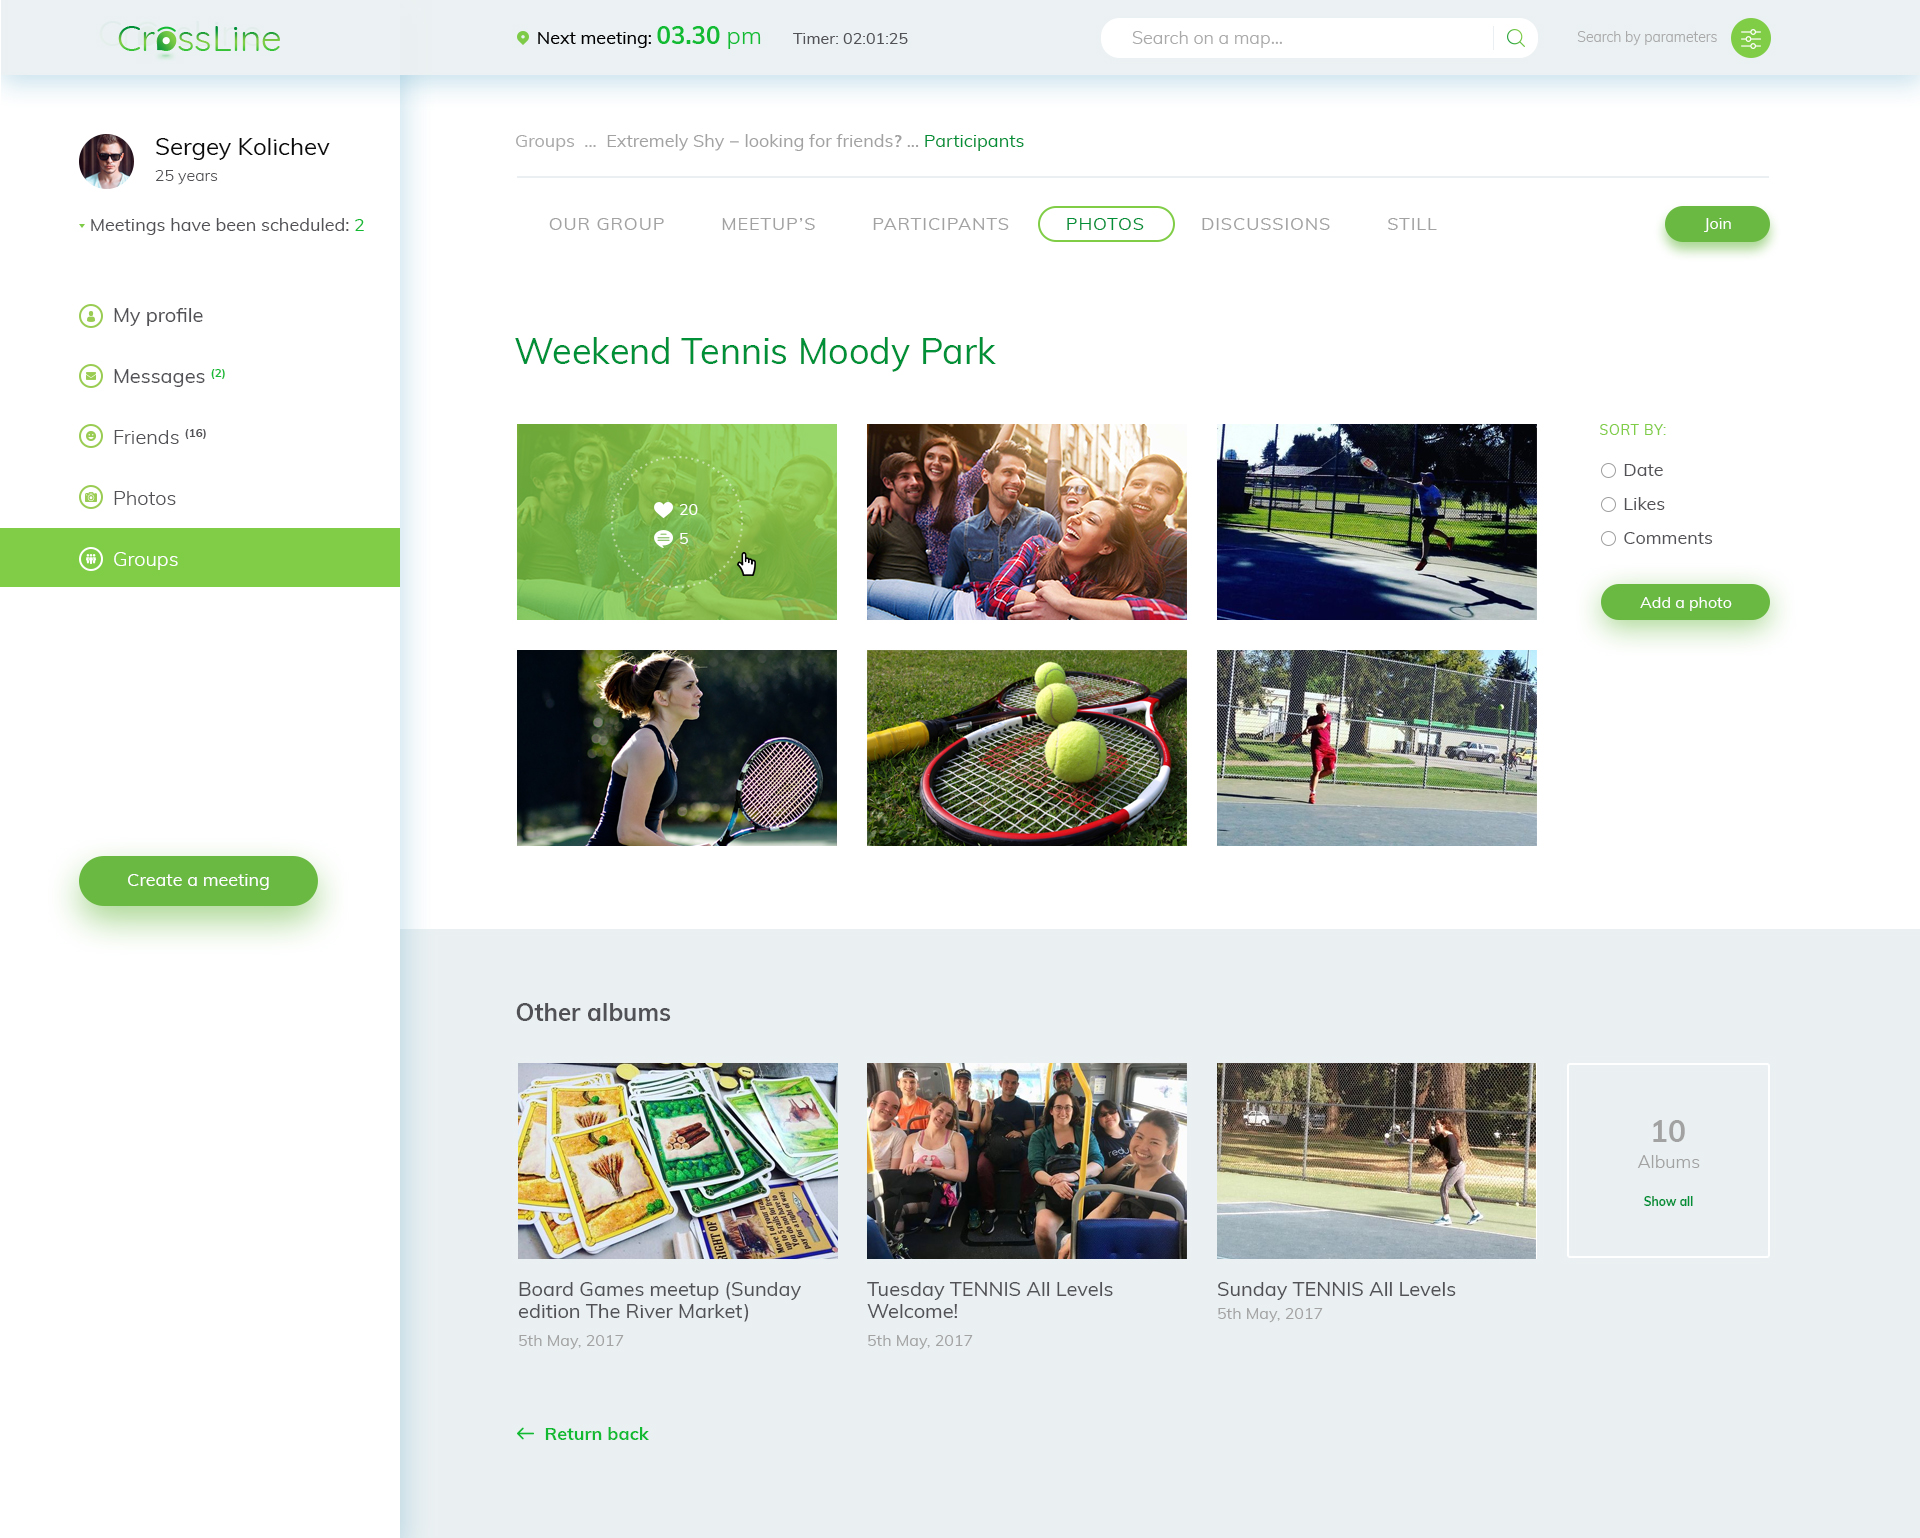 CrossLine
Next meeting: 03.30 pm
Timer: 02:01:25
Search on a map...
Search by parameters
Sergey Kolichev
25 years
Meetings have been scheduled: 2
My profile
Messages (2)
Friends (16)
Photos
Groups
Create a meeting
Groups ... Extremely Shy – looking for friends? ... Participants
OUR GROUP
MEETUP'S
PARTICIPANTS
PHOTOS
DISCUSSIONS
STILL
Join
Weekend Tennis Moody Park
20
5
SORT BY:
Date
Likes
Comments
Add a photo
Other albums
RIGHT OF
Board Games meetup (Sunday
edition The River Market)
5th May, 2017
Tuesday TENNIS All Levels
Welcome!
5th May, 2017
Sunday TENNIS All Levels
5th May, 2017
10
Albums
Show all
← Return back